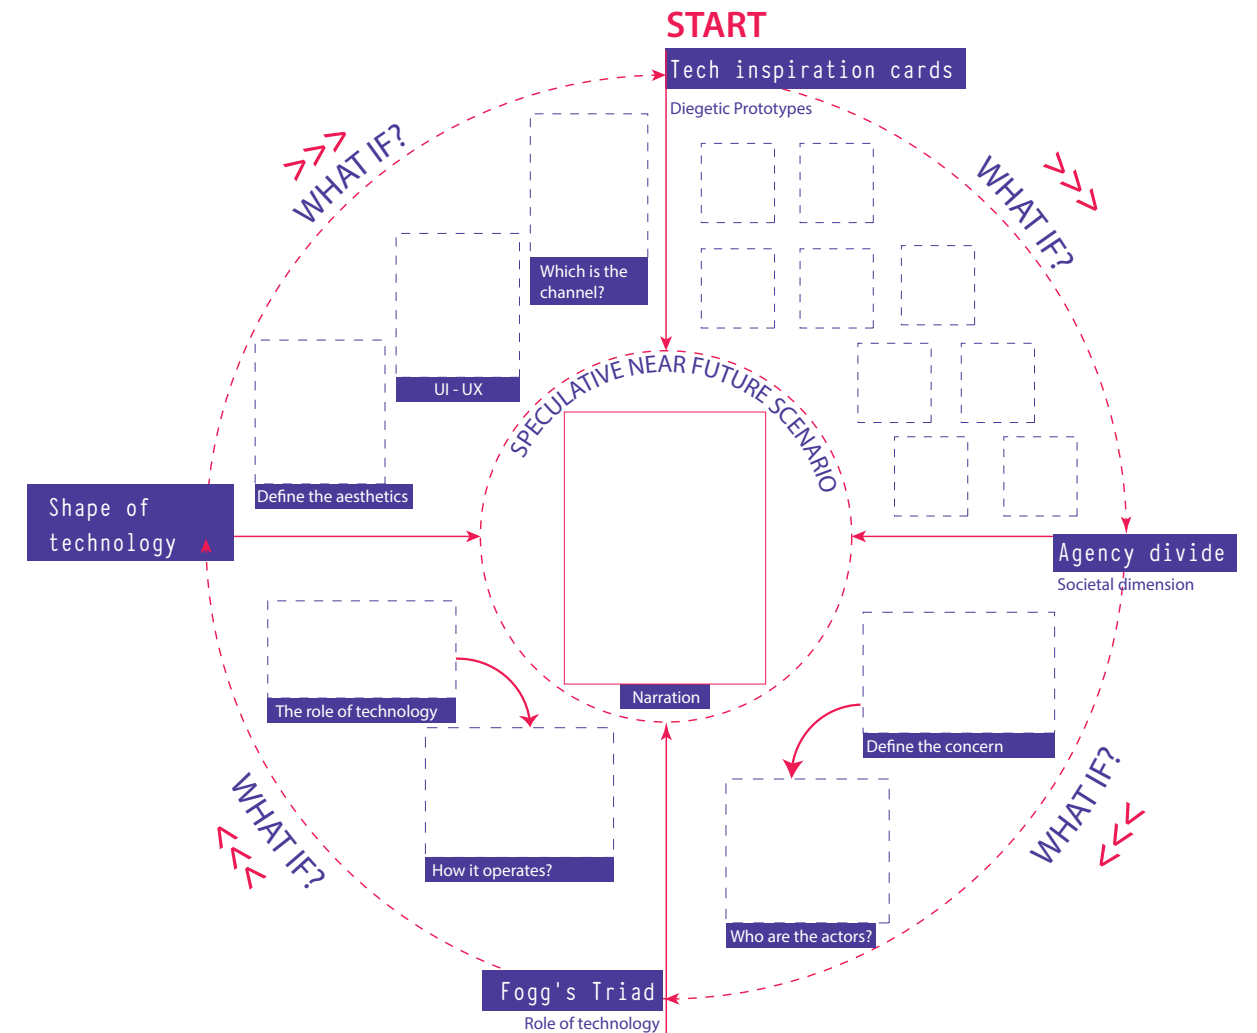 START
Tech inspiration cards
Diegetic Prototypes
WHAT IF?
WHAT IF?
Which is the
channel?
UI - UX
Define the aesthetics
SPECULATIVE NEAR FUTURE SCENARIO
Shape of
technology
Agency divide
Societal dimension
Narration
The role of technology
Define the concern
How it operates?
WHAT IF?
WHAT IF?
Who are the actors?
Fogg's Triad
Role of technology